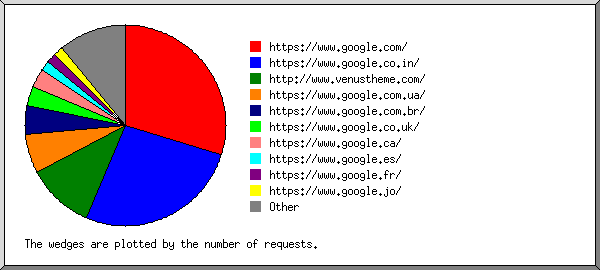 https://www.google.com/
https://www.google.co.in/
http://www.venustheme.com/
https://www.google.com.ua/
https://www.google.com.br/
https://www.google.co.uk/
https://www.google.ca/
https://www.google.es/
https://www.google.fr/
https://www.google.jo/
Other
The wedges are plotted by the number of requests.